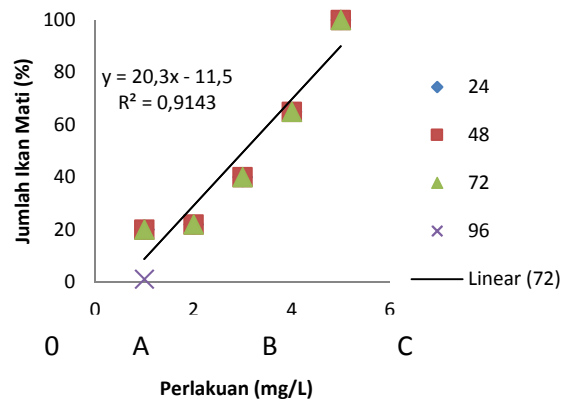 100
80
60
40
20
0
Jumlah Ikan Mati (%)
y = 20,3x - 11,5
R² = 0,9143
24
48
72
96
Linear (72)
0 2 4 6
0 A B C
Perlakuan (mg/L)